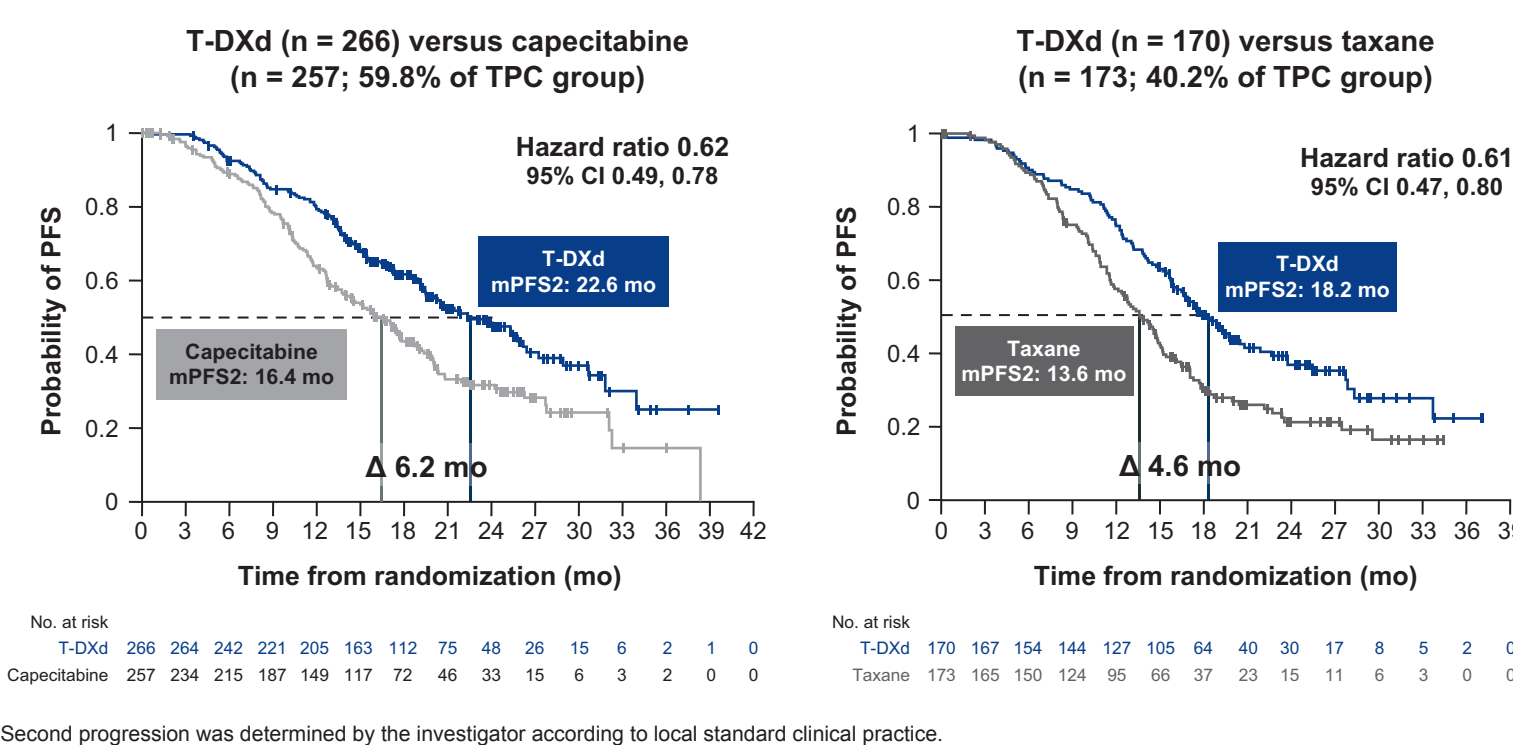 T-DXd (n = 266) versus capecitabine
(n = 257; 59.8% of TPC group)
Hazard ratio 0.62
95% CI 0.49, 0.78
Probability of PFS
1
0.8
0.6
0.4
0.2
0
T-DXd
mPFS2: 22.6 mo
Capecitabine
mPFS2: 16.4 mo
Δ 6.2 mo
0 3 6 9 12 15 18 21 24 27 30 33 36 39 42
Time from randomization (mo)
No. at risk
T-DXd 266 264 242 221 205 163 112 75 48 26 15 6 2 1 0
Capecitabine 257 234 215 187 149 117 72 46 33 15 6 3 2 0 0
T-DXd (n = 170) versus taxane
(n = 173; 40.2% of TPC group)
Hazard ratio 0.61
95% CI 0.47, 0.80
Probability of PFS
1
0.8
0.6
0.4
0.2
0
T-DXd
mPFS2: 18.2 mo
Taxane
mPFS2: 13.6 mo
Δ 4.6 mo
0 3 6 9 12 15 18 21 24 27 30 33 36
Time from randomization (mo)
No. at risk
T-DXd 170 167 154 144 127 105 64 40 30 17 8 5 2 0
Taxane 173 165 150 124 95 66 37 23 15 11 6 3 0 0
Second progression was determined by the investigator according to local standard clinical practice.